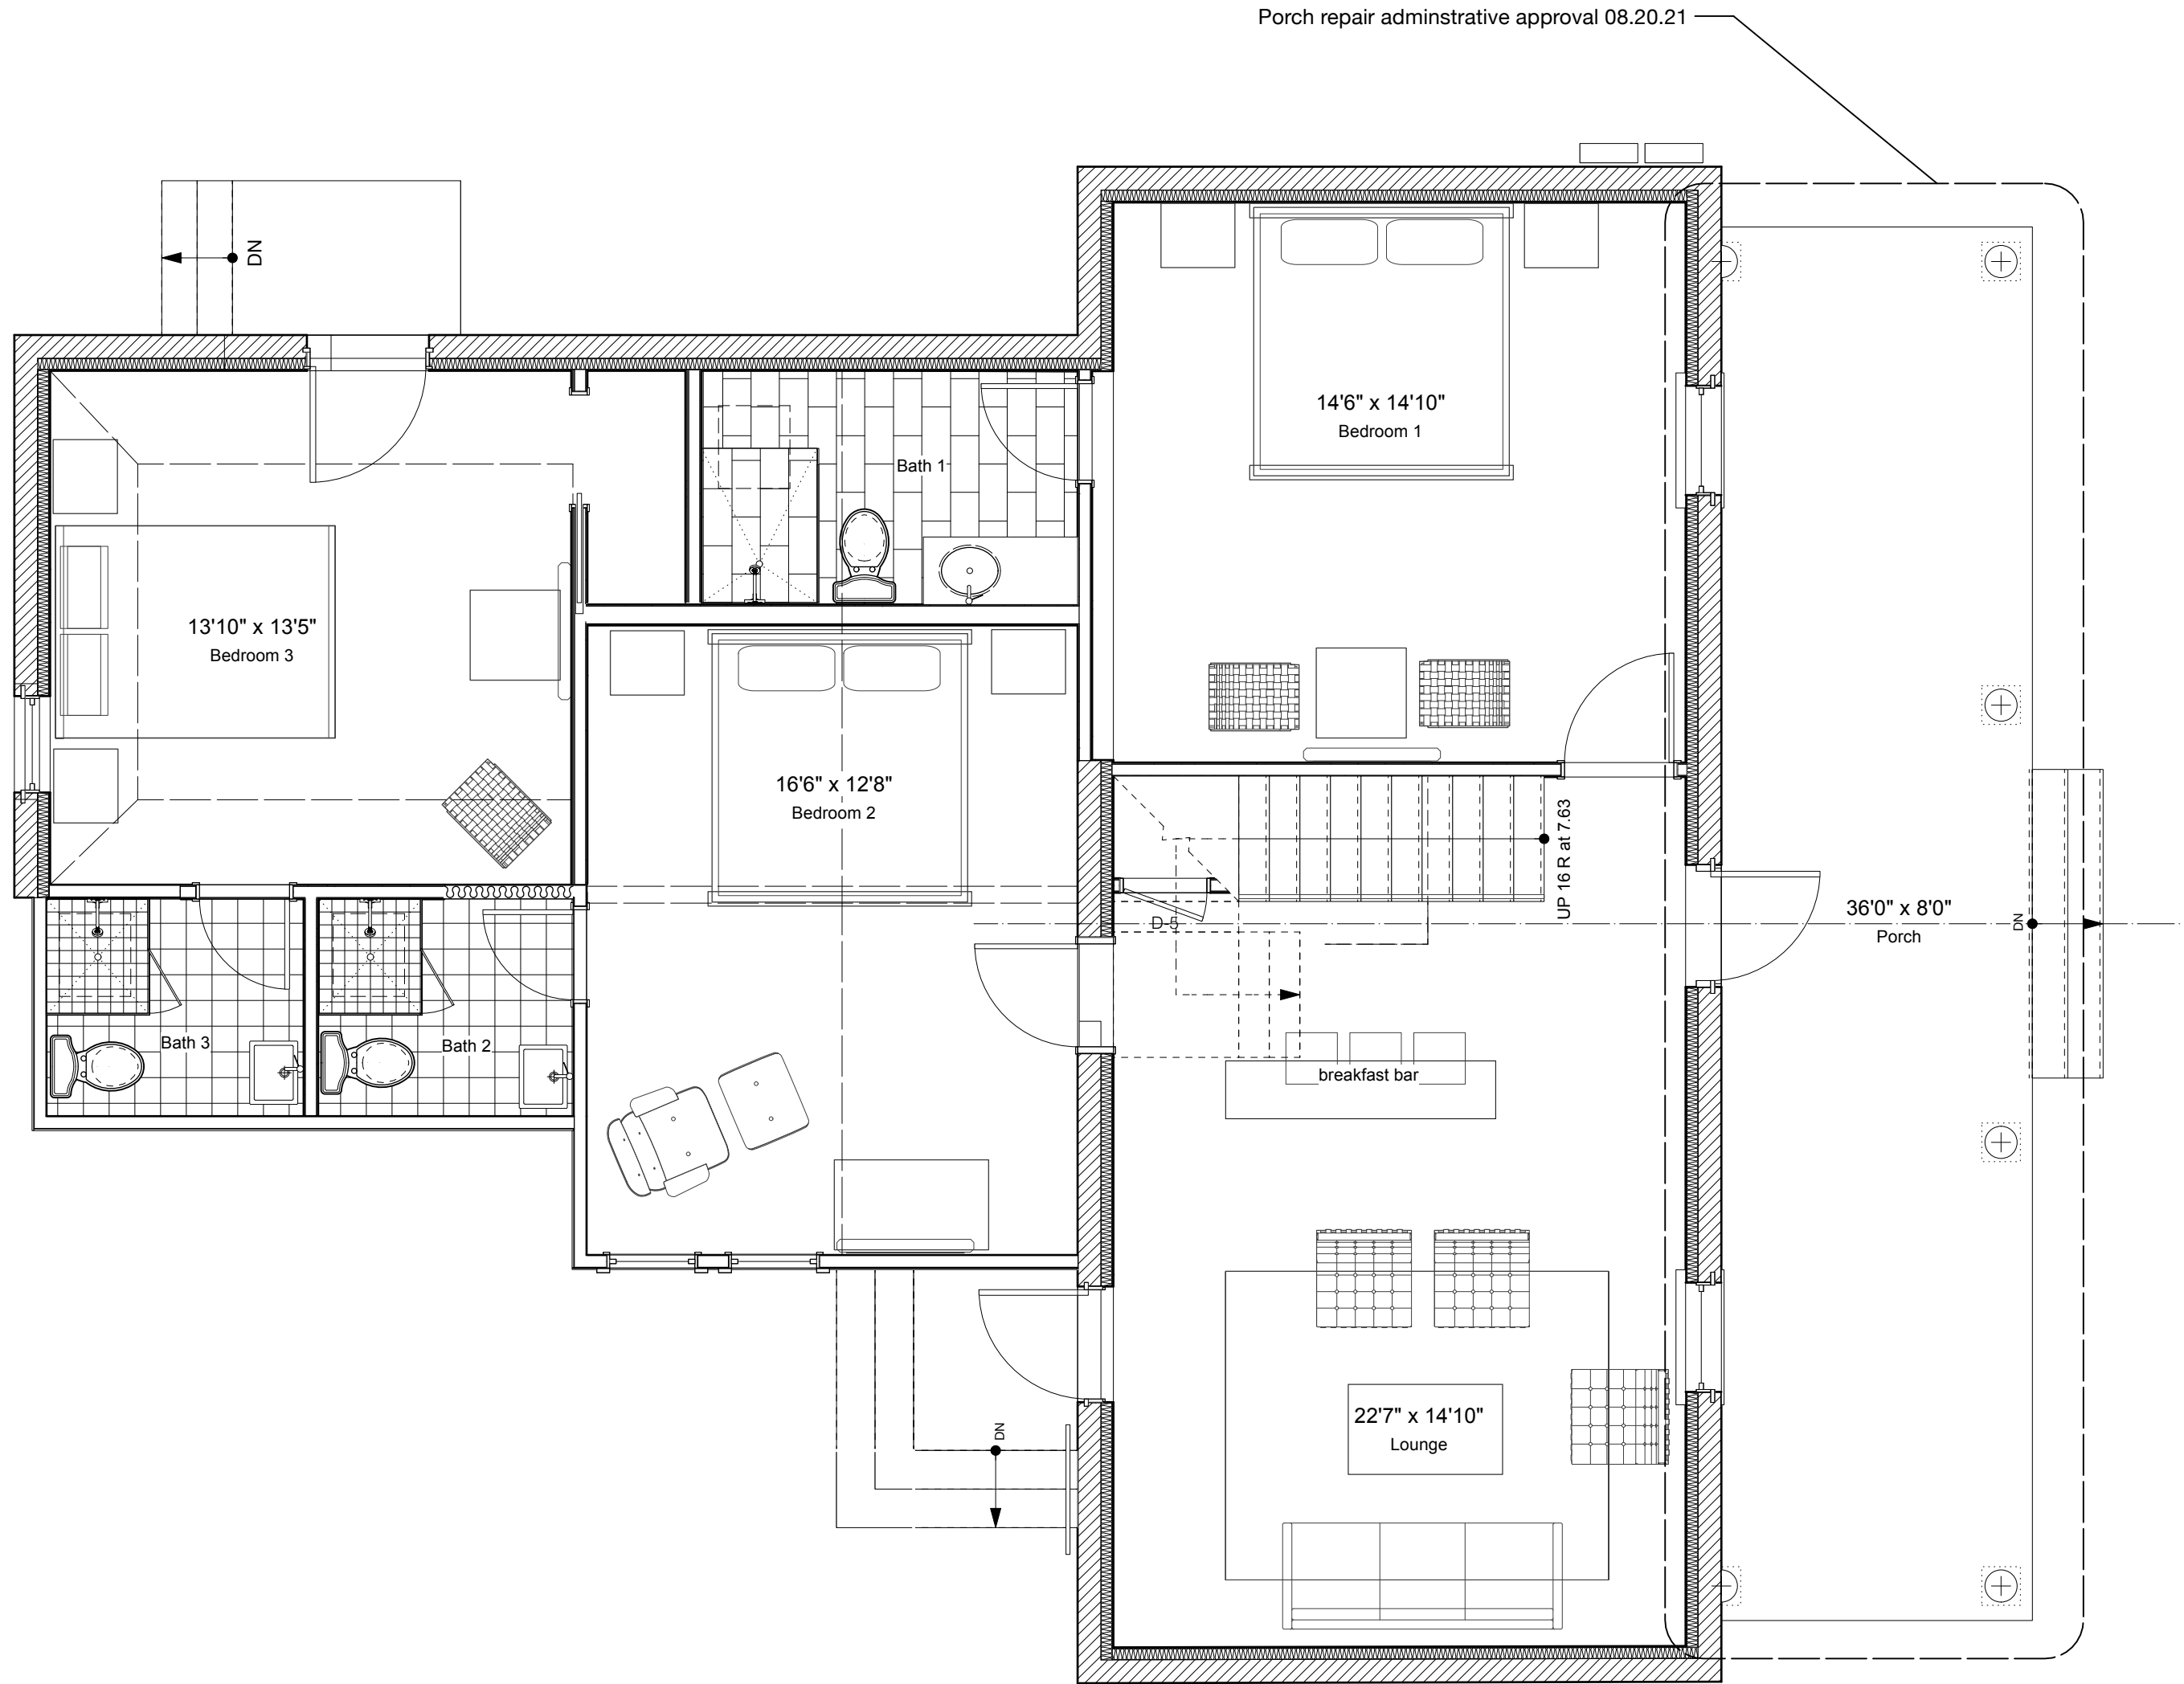 Porch repair adminstrative approval 08.20.21
DN
14'6" x 14'10"
Bedroom 1
Bath 1
13'10" x 13'5"
Bedroom 3
16'6" x 12'8"
Bedroom 2
UP 16 R at 7.63
D-5
36'0" x 8'0"
Porch
DN
Bath 3
Bath 2
breakfast bar
22'7" x 14'10"
Lounge
DN